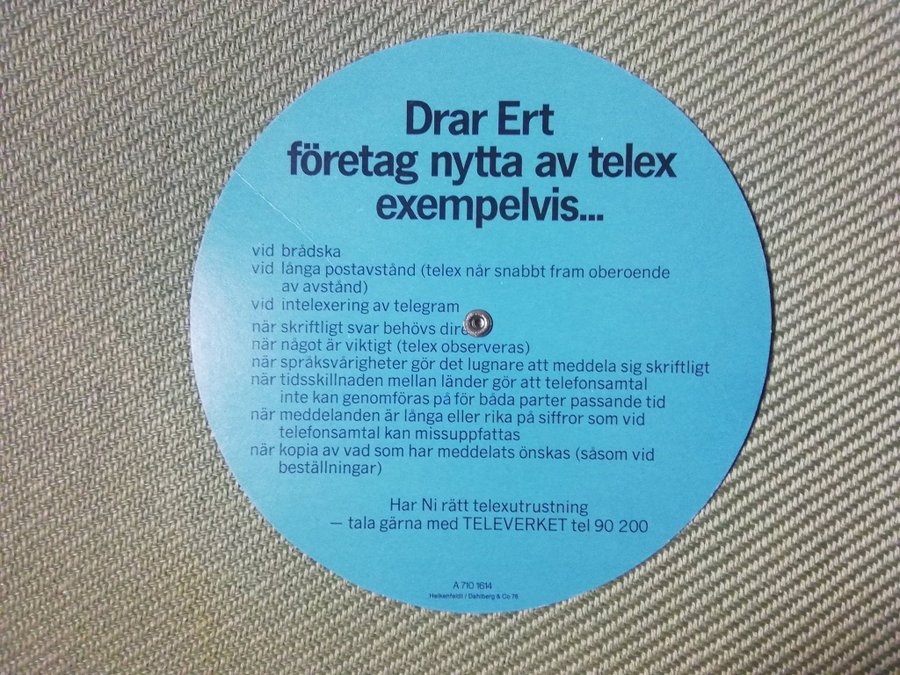 Drar Ert
företag nytta av telex
exempelvis...
vid brådska
vid långa postavstånd (telex når snabbt fram oberoende
av avstånd)
vid intelexering av telegram
när skriftligt svar behövs dire
när något är viktigt (telex observeras)
när språksvårigheter gör det lugnare att meddela sig skriftligt
när tidsskillnaden mellan länder gör att telefonsamtal
inte kan genomföras på för båda parter passande tid
när meddelanden är långa eller rika på siffror som vid
telefonsamtal kan missuppfattas
när kopia av vad som har meddelats önskas (såsom vid
beställningar)
Har Ni rätt telexutrustning
— tala gärna med TELEVERKET tel 90 200
A 710 1614
/ Dahlberg & Co 76